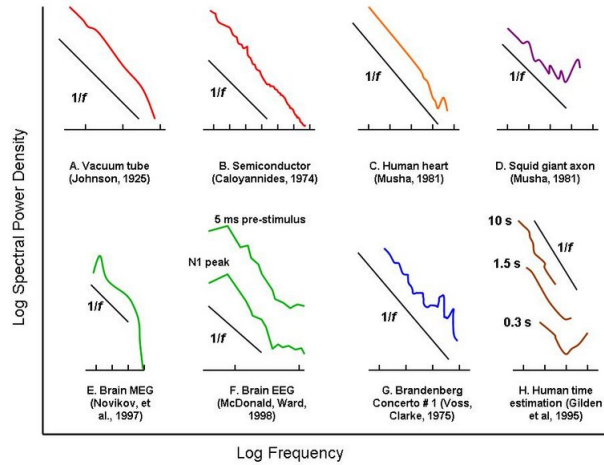 Log Spectral Power Density
1/f
A. Vacuum tube
(Johnson, 1925)
1/f
B. Semiconductor
(Caloyannides, 1974)
1/f
C. Human heart
(Musha, 1981)
1/f
D. Squid giant axon
(Musha, 1981)
1/f
E. Brain MEG
(Novikov, et
al., 1997)
5 ms pre-stimulus
N1 peak
1/f
F. Brain EEG
(McDonald, Ward,
1998)
1/f
G. Brandenberg
Concerto # 1 (Voss,
Clarke, 1975)
10 s
1/f
1.5 s
0.3 s
H. Human time
estimation (Gilden
et al, 1995)
Log Frequency